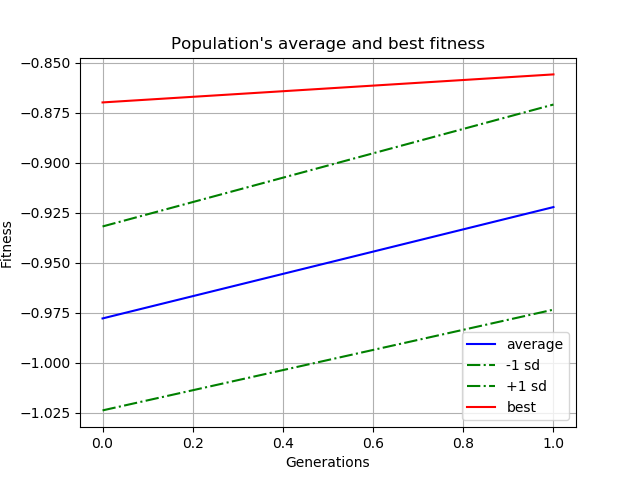 Population's average and best fitness
Fitness
−0.850
−0.875
−0.900
−0.925
−0.950
−0.975
−1.000
−1.025
0.0 0.2 0.4 0.6 0.8 1.0
Generations
average
-1 sd
+1 sd
best